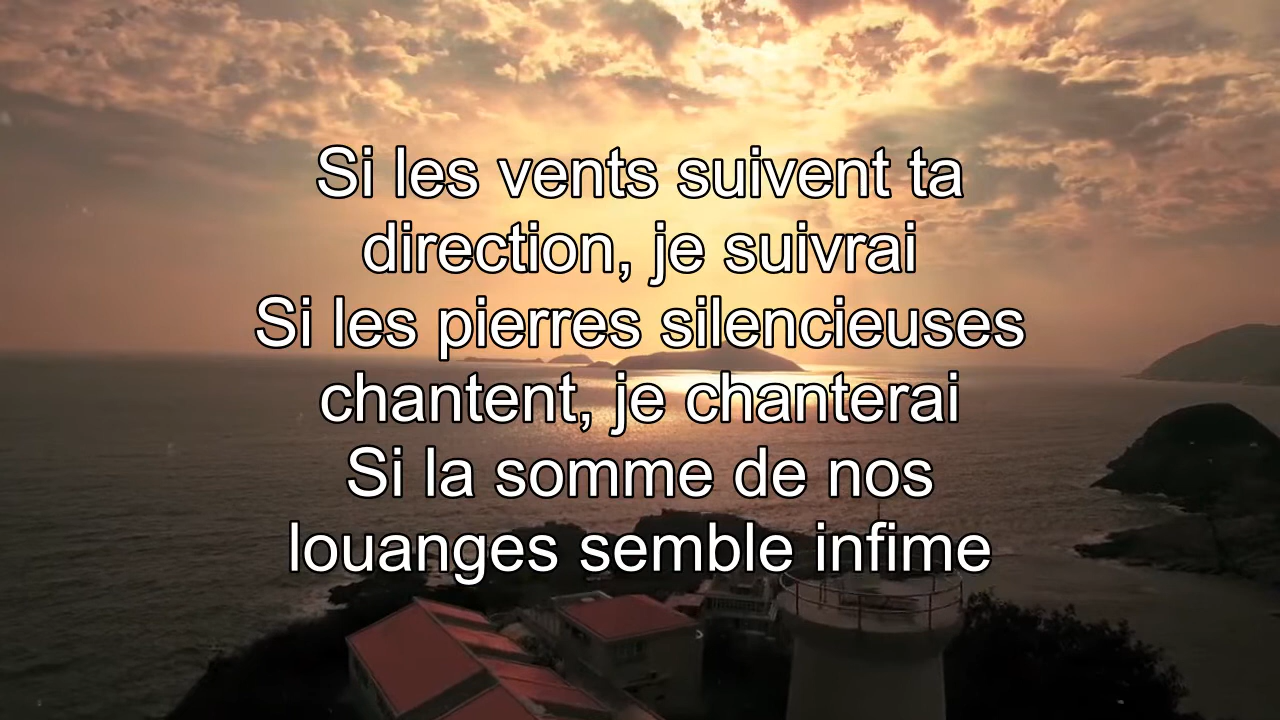 Si les vents suivent ta
direction, je suivrai
Si les pierres silencieuses
chantent, je chanterai
Si la somme de nos
louanges semble infime